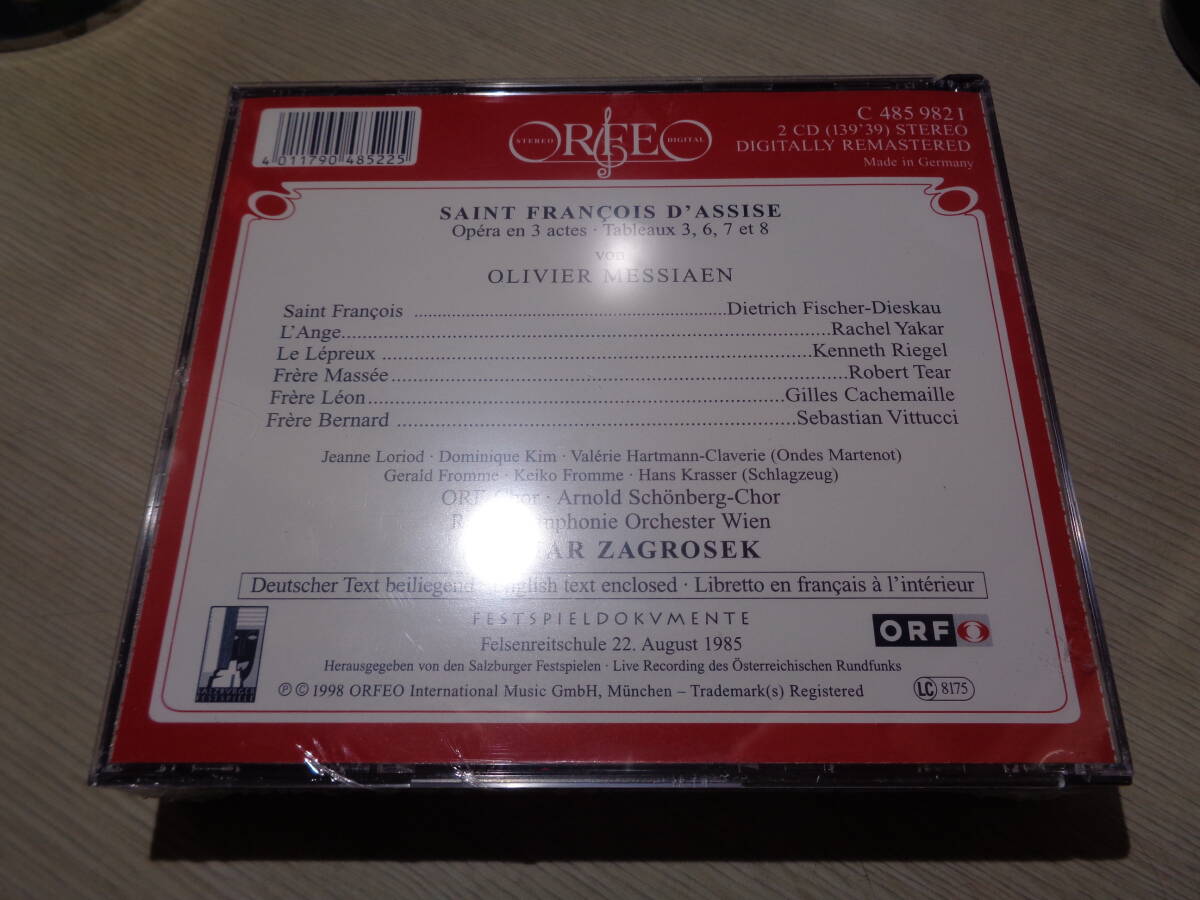 4 011790 485225
STEREO ORFEO DIGITAL
C 485 982 I
2 CD (139'39) STEREO
DIGITALLY REMASTERED
Made in Germany
SAINT FRANÇOIS D'ASSISE
Opéra en 3 actes · Tableaux 3, 6, 7 et 8
von
OLIVIER MESSIAEN
Saint François ........ Dietrich Fischer-Dieskau
L'Ange ........ Rachel Yakar
Le Lépreux ........ Kenneth Riegel
Frère Massée ........ Robert Tear
Frère Léon ........ Gilles Cachemaille
Frère Bernard ........ Sebastian Vittucci
Jeanne Loriod · Dominique Kim · Valérie Hartmann-Claverie (Ondes Martenot)
Gerald Fromme · Keiko Fromme · Hans Krasser (Schlagzeug)
ORF Chor · Arnold Schönberg-Chor
Orchester Wien
ZAGROSEK
Deutscher Text beiliegend · English text enclosed · Libretto en français à l'intérieur
FESTSPIELDOKVMENTE
Felsenreitschule 22. August 1985
Herausgegeben von den Salzburger Festspielen · Live Recording des Österreichischen Rundfunks
℗ © 1998 ORFEO International Music GmbH, München – Trademark(s) Registered
SALZBURGER
FESTSPIELE
ORF
LC 8175